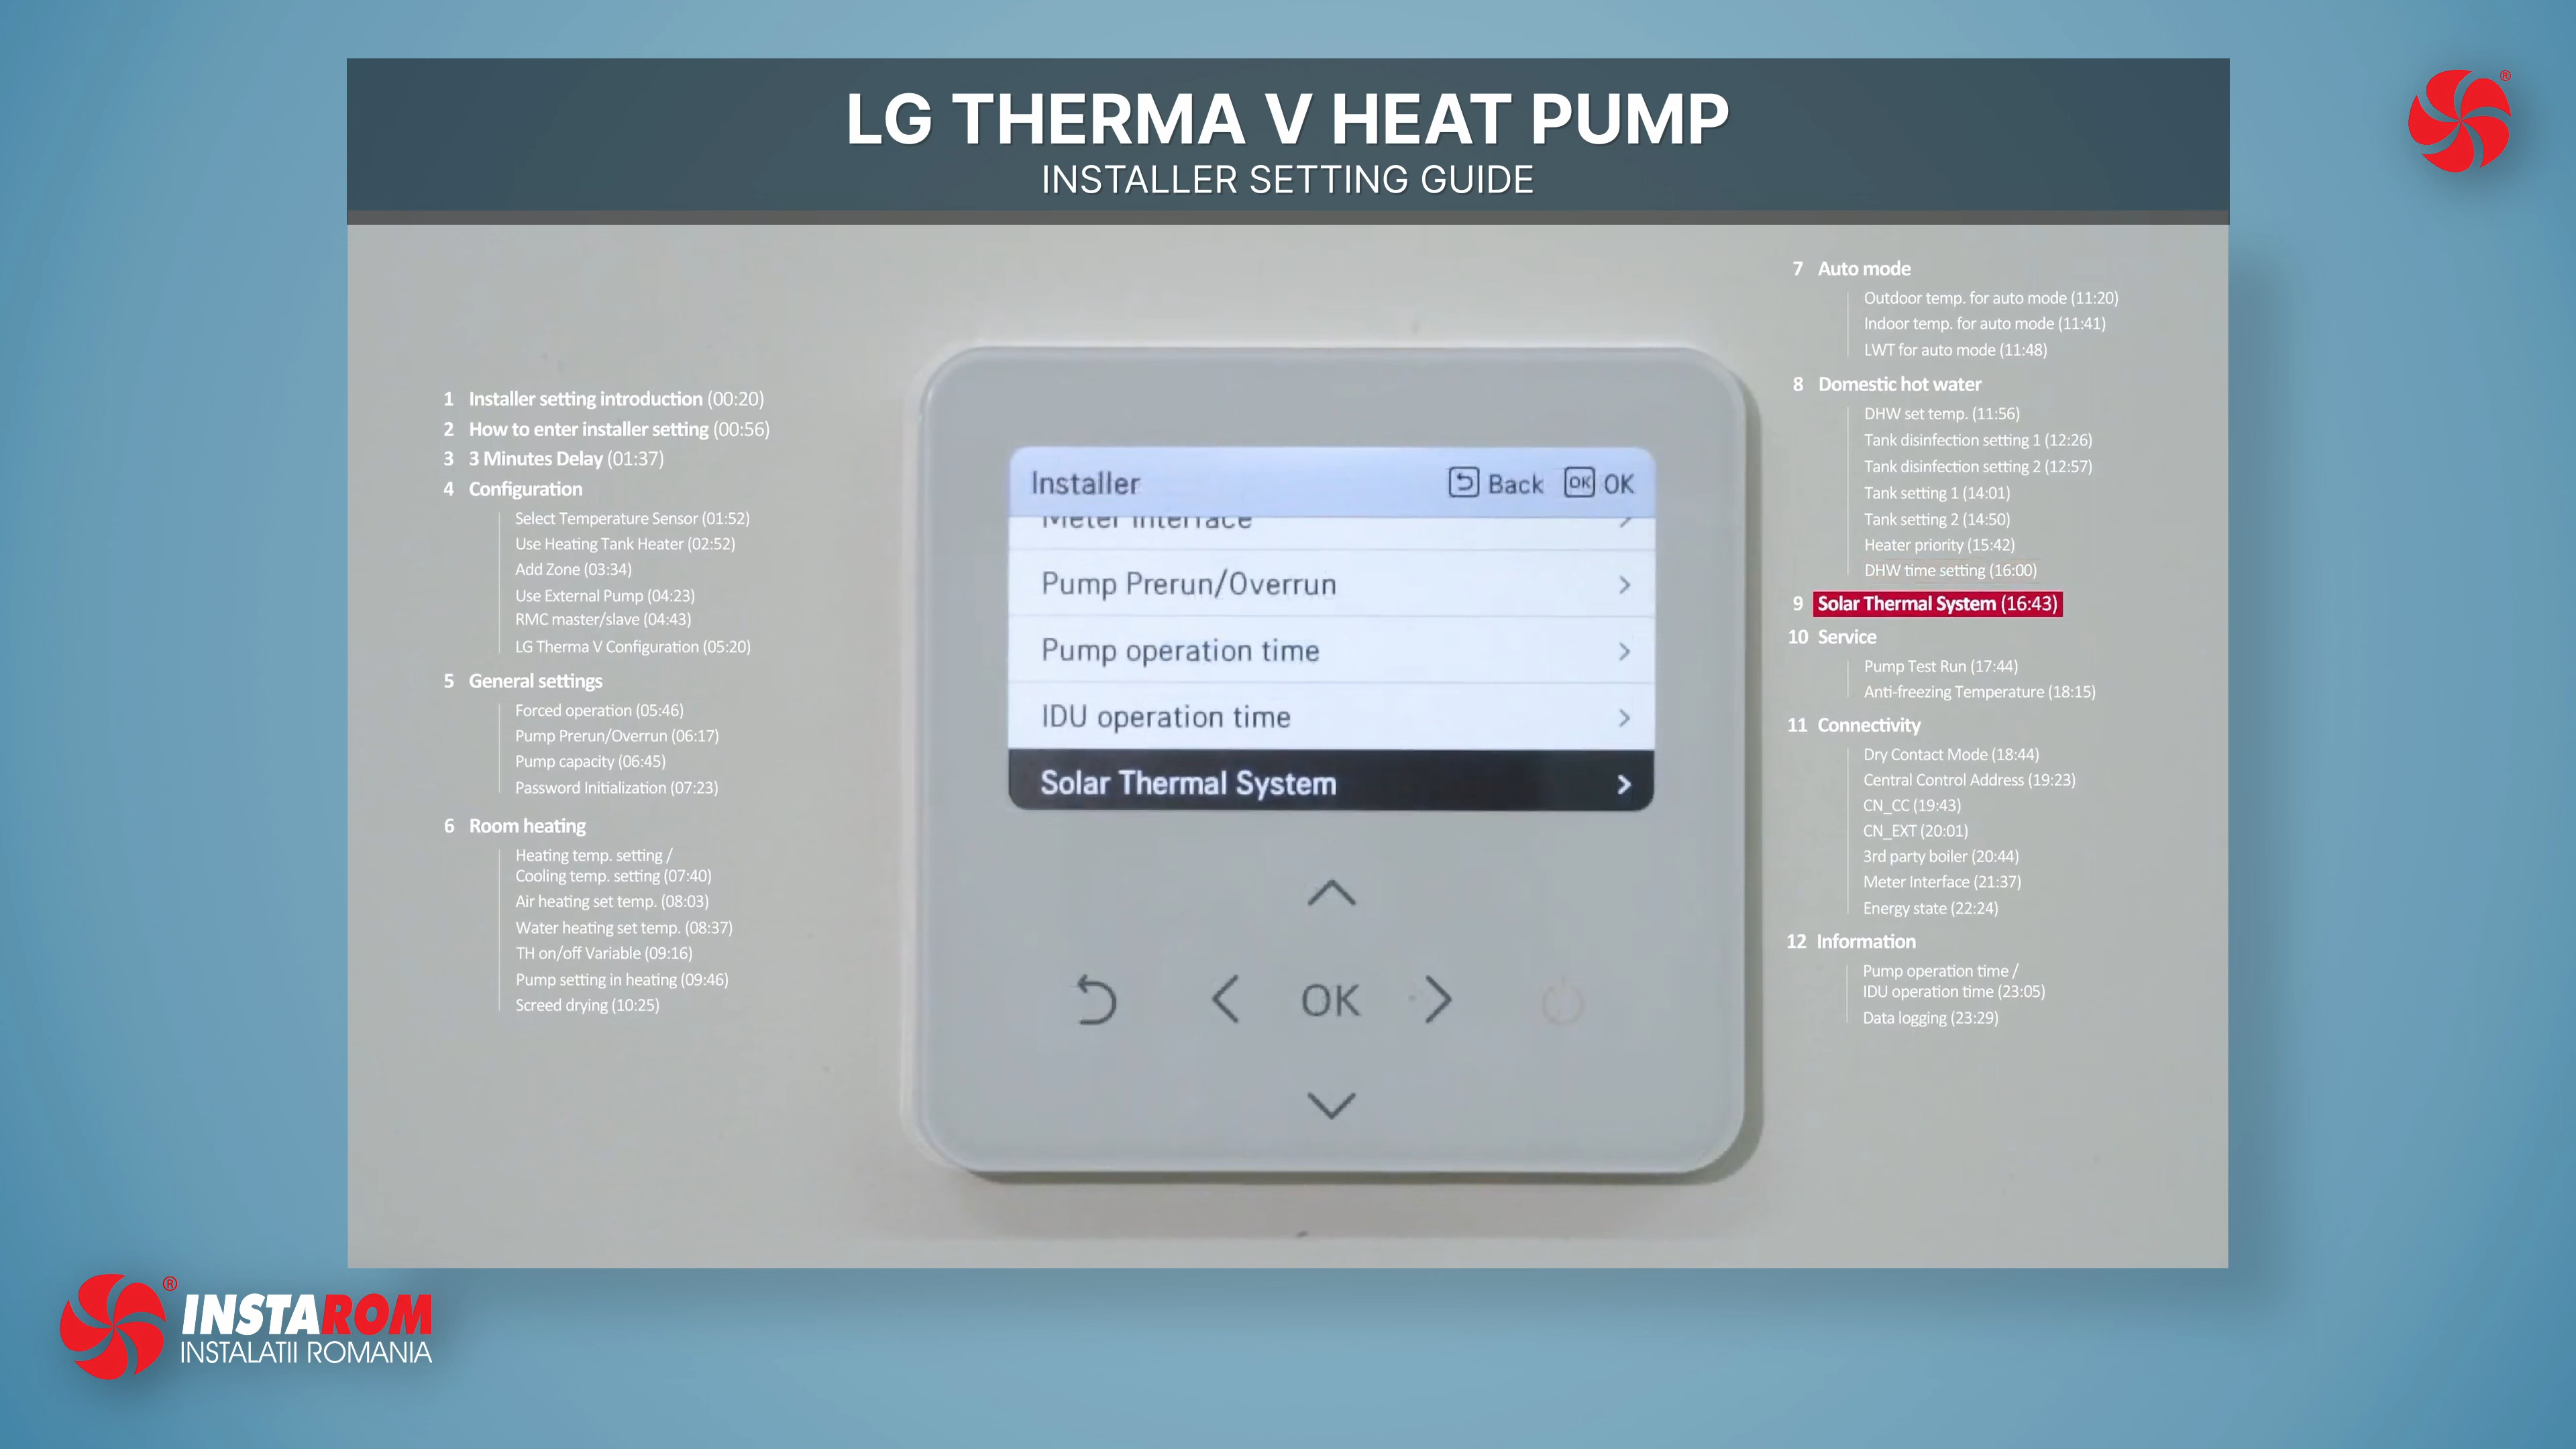 LG THERMA V HEAT PUMP
INSTALLER SETTING GUIDE
®
1 Installer setting introduction (00:20)
2 How to enter installer setting (00:56)
3 3 Minutes Delay (01:37)
4 Configuration
Select Temperature Sensor (01:52)
Use Heating Tank Heater (02:52)
Add Zone (03:34)
Use External Pump (04:23)
RMC master/slave (04:43)
LG Therma V Configuration (05:20)
5 General settings
Forced operation (05:46)
Pump Prerun/Overrun (06:17)
Pump capacity (06:45)
Password Initialization (07:23)
6 Room heating
Heating temp. setting /
Cooling temp. setting (07:40)
Air heating set temp. (08:03)
Water heating set temp. (08:37)
TH on/off Variable (09:16)
Pump setting in heating (09:46)
Screed drying (10:25)
Installer Back OK OK
Meter Interface
Pump Prerun/Overrun
Pump operation time
IDU operation time
Solar Thermal System
OK
7 Auto mode
Outdoor temp. for auto mode (11:20)
Indoor temp. for auto mode (11:41)
LWT for auto mode (11:48)
8 Domestic hot water
DHW set temp. (11:56)
Tank disinfection setting 1 (12:26)
Tank disinfection setting 2 (12:57)
Tank setting 1 (14:01)
Tank setting 2 (14:50)
Heater priority (15:42)
DHW time setting (16:00)
9 Solar Thermal System (16:43)
10 Service
Pump Test Run (17:44)
Anti-freezing Temperature (18:15)
11 Connectivity
Dry Contact Mode (18:44)
Central Control Address (19:23)
CN_CC (19:43)
CN_EXT (20:01)
3rd party boiler (20:44)
Meter Interface (21:37)
Energy state (22:24)
12 Information
Pump operation time /
IDU operation time (23:05)
Data logging (23:29)
® INSTAROM
INSTALATII ROMANIA